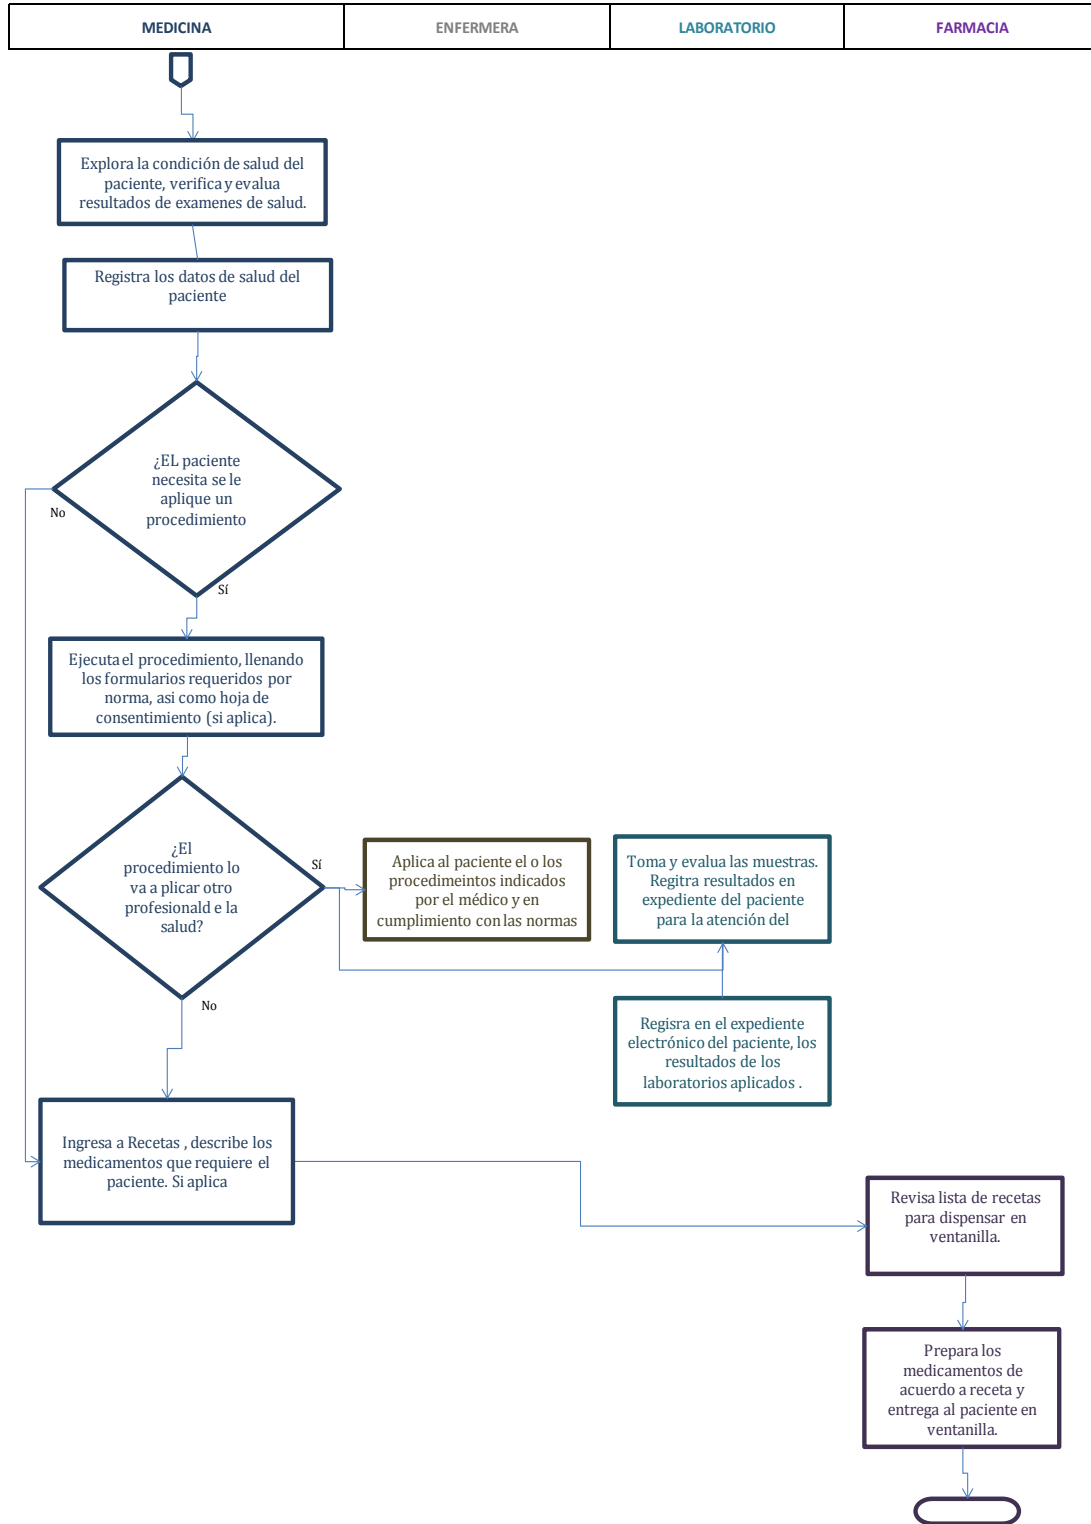 MEDICINA
ENFERMERA
LABORATORIO
FARMACIA
Explora la condición de salud del
paciente, verifica y evalua
resultados de examenes de salud.
Registra los datos de salud del
paciente
¿EL paciente
necesita se le
aplique un
procedimiento
No
Sí
Ejecuta el procedimiento, llenando
los formularios requeridos por
norma, asi como hoja de
consentimiento (si aplica).
¿El
procedimiento lo
va a plicar otro
profesionald e la
salud?
Sí
No
Aplica al paciente el o los
procedimeintos indicados
por el médico y en
cumplimiento con las normas
Toma y evalua las muestras.
Regitra resultados en
expediente del paciente
para la atención del
Regisra en el expediente
electrónico del paciente, los
resultados de los
laboratorios aplicados .
Ingresa a Recetas , describe los
medicamentos que requiere el
paciente. Si aplica
Revisa lista de recetas
para dispensar en
ventanilla.
Prepara los
medicamentos de
acuerdo a receta y
entrega al paciente en
ventanilla.